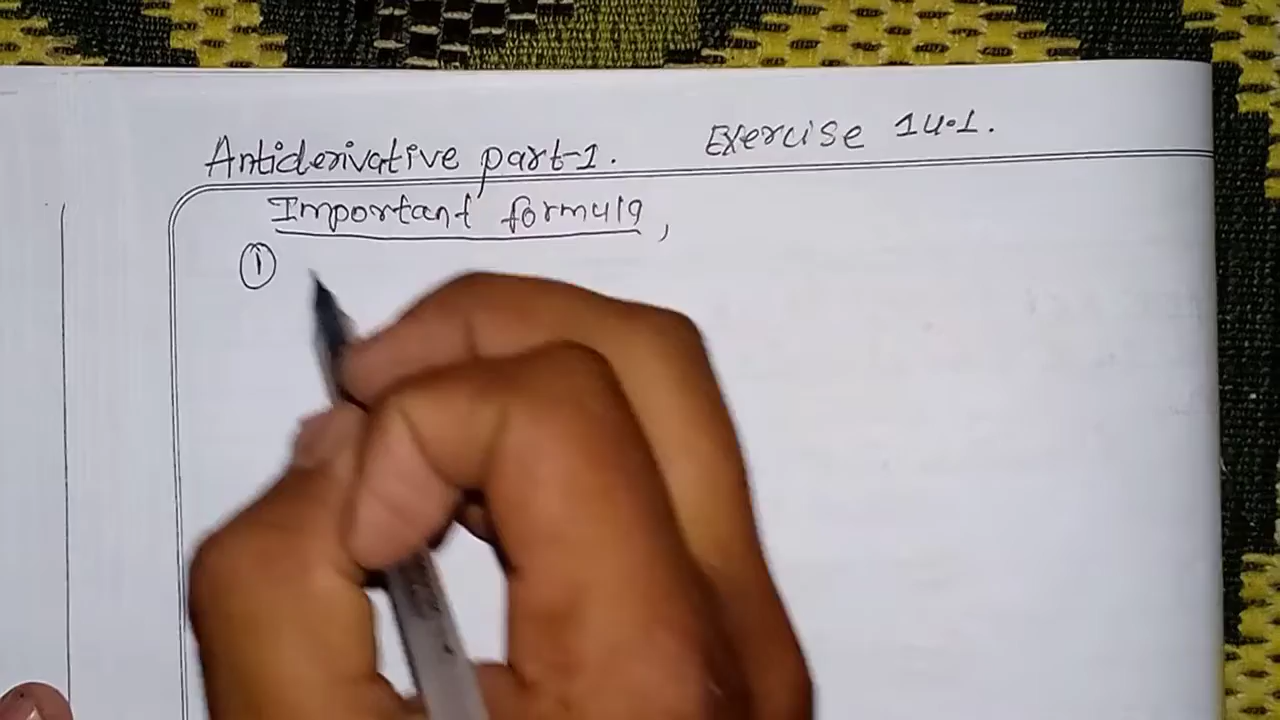 Antiderivative part-1. Exercise 14.1.
Important formula,
①